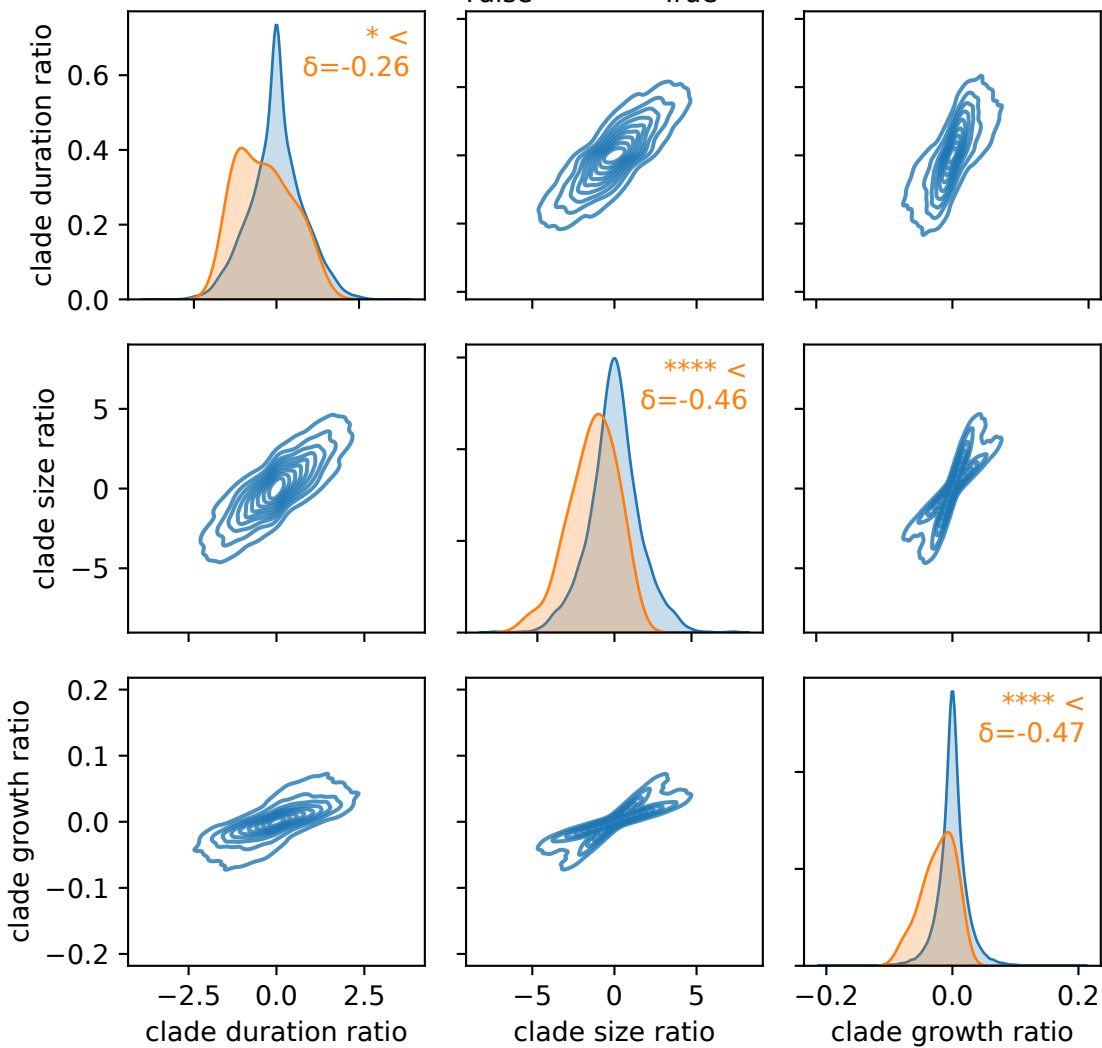 clade duration ratio
0.6
0.4
0.2
0.0
* <
δ=-0.26
clade size ratio
5
0
−5
**** <
δ=-0.46
clade growth ratio
0.2
0.1
0.0
−0.1
−0.2
**** <
δ=-0.47
−2.5
0.0
2.5
−5
0
5
−0.2
0.0
0.2
clade duration ratio
clade size ratio
clade growth ratio